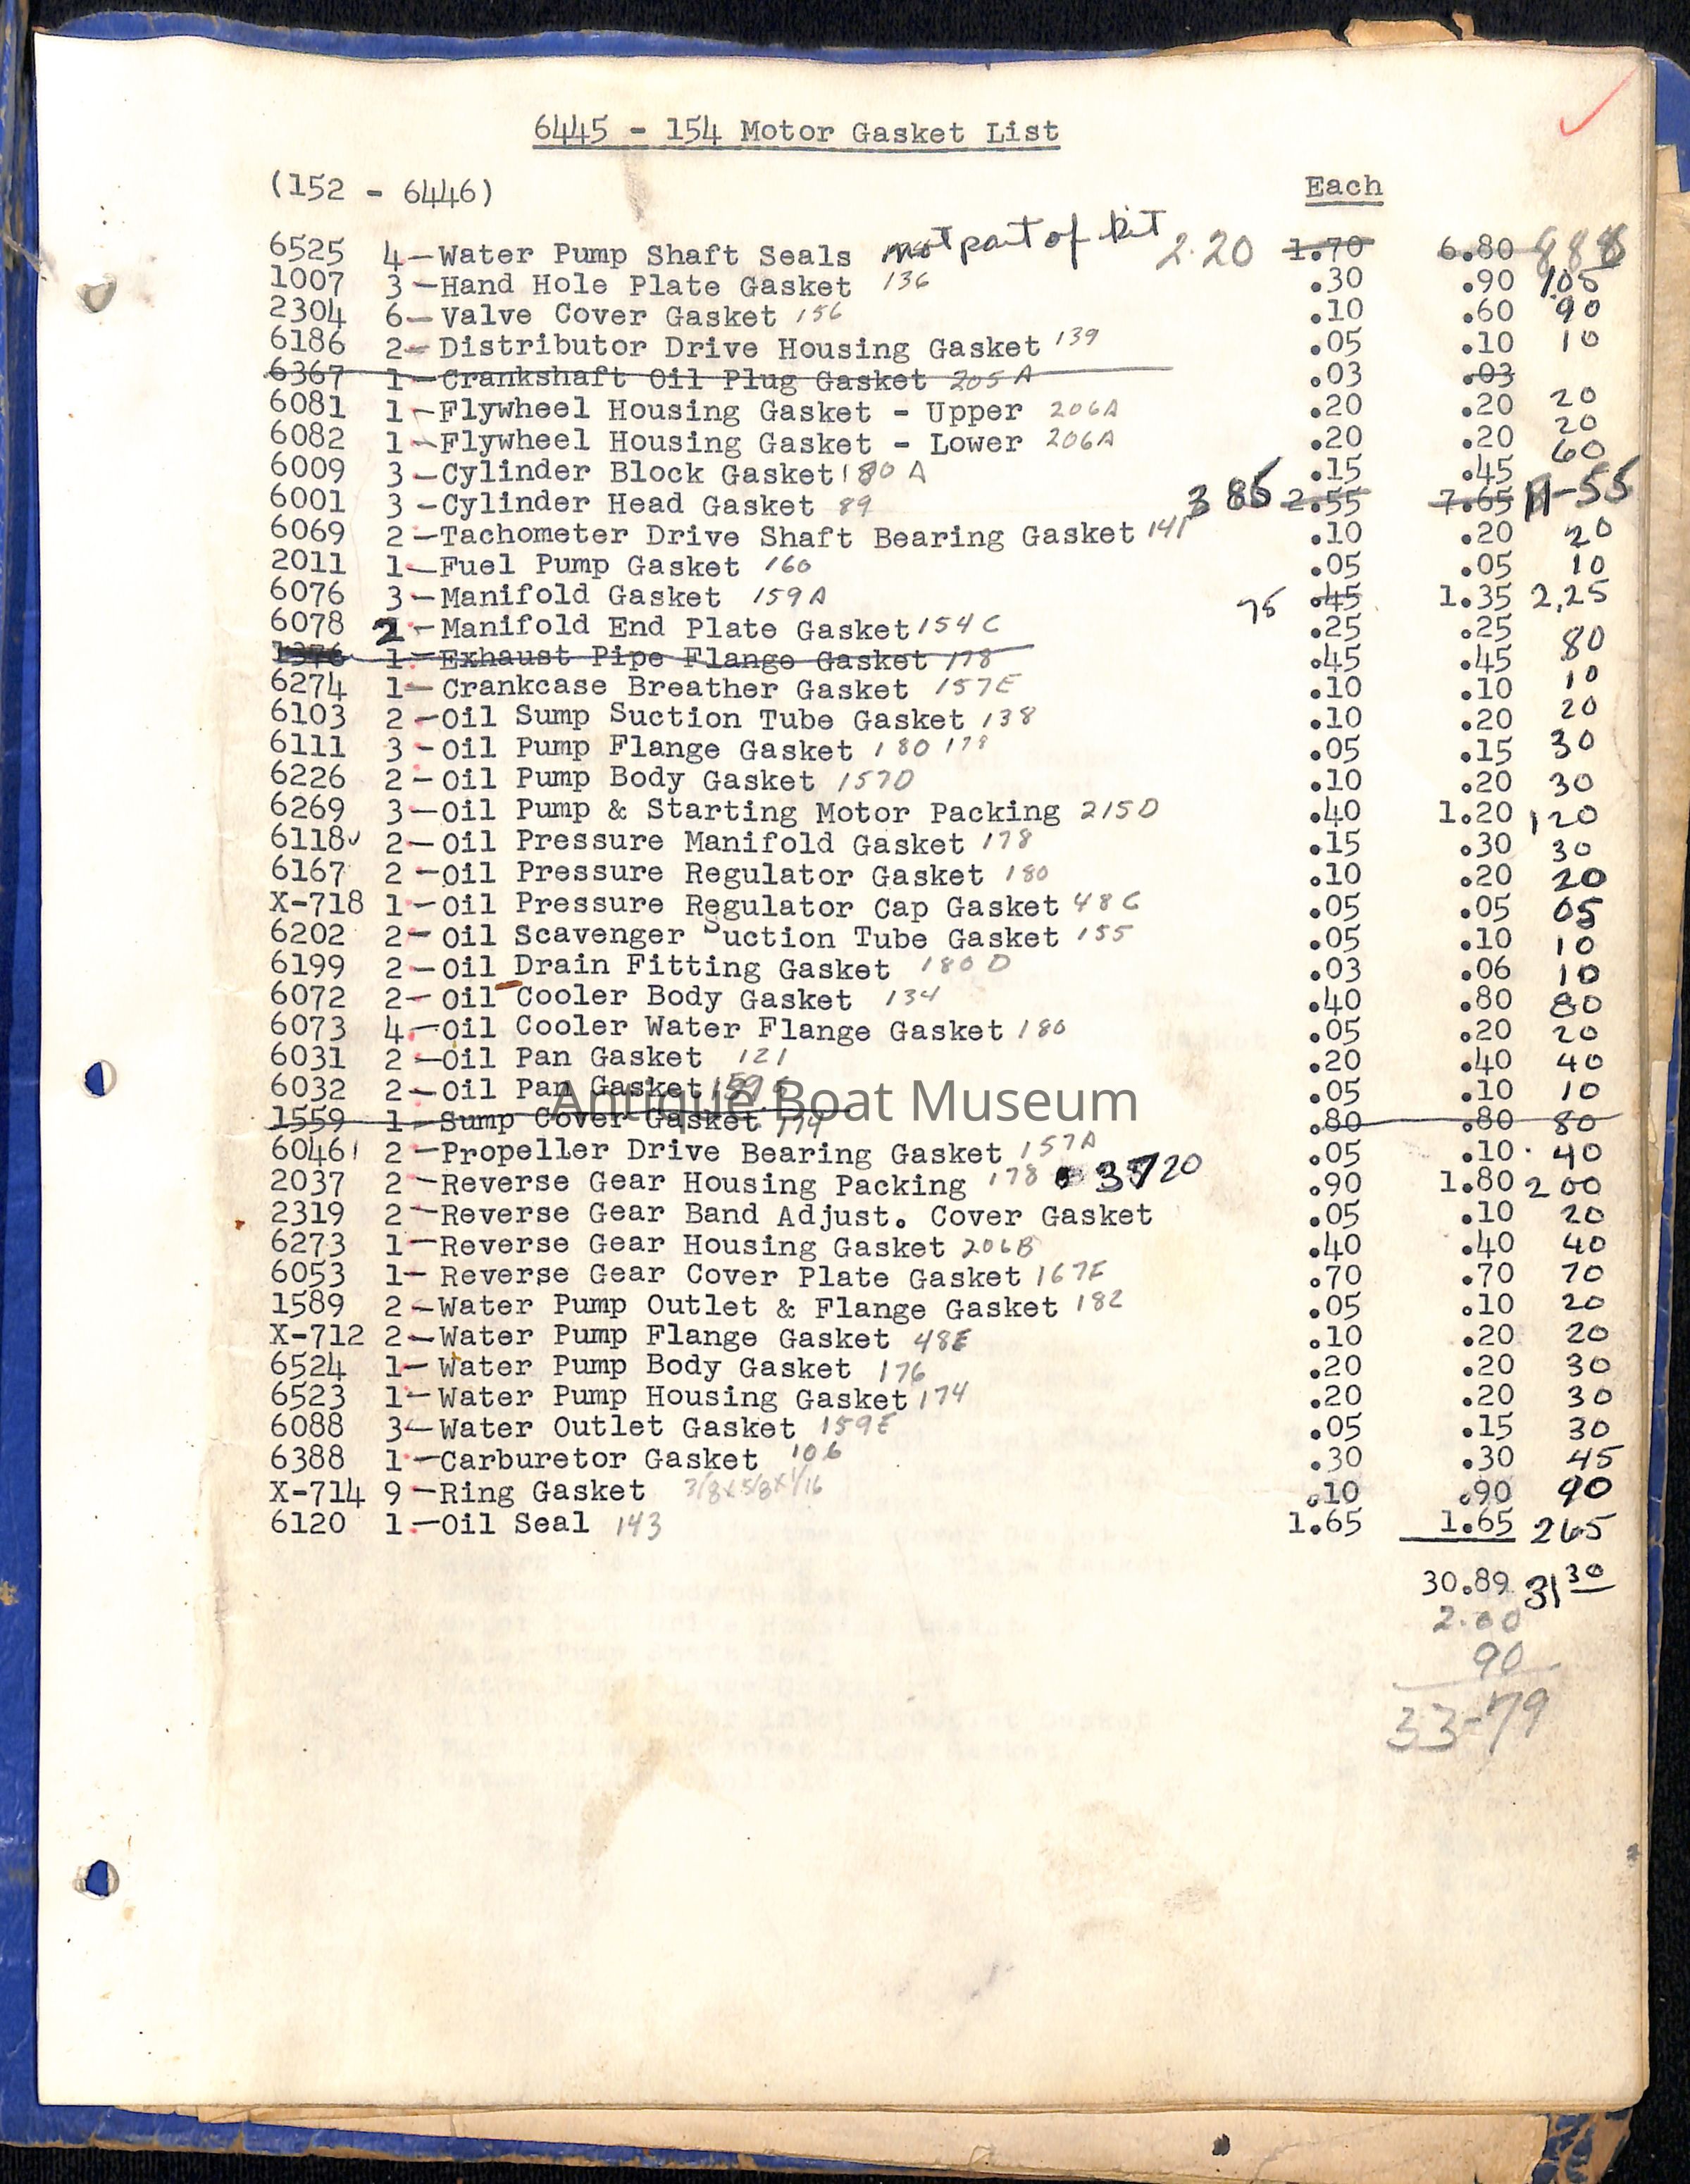 6445 - 154 Motor Gasket List
(152 - 6446) Each
6525 4-Water Pump Shaft Seals not part of kit 2.20 1.70 6.80 888
1007 3-Hand Hole Plate Gasket 136 .30 .90 1.05
2304 6-Valve Cover Gasket 156 .10 .60 90
6186 2-Distributor Drive Housing Gasket 139 .05 .10 10
6367 1-Crankshaft Oil Plug Gasket 205A .03 .03
6081 1-Flywheel Housing Gasket - Upper 206A .20 .20 20
6082 1-Flywheel Housing Gasket - Lower 206A .20 .20 20
6009 3-Cylinder Block Gasket 180A .15 .45 60
6001 3-Cylinder Head Gasket 89 3 85 2.55 7.65 11-55
6069 2-Tachometer Drive Shaft Bearing Gasket 141 .10 .20 20
2011 1-Fuel Pump Gasket 160 .05 .05 10
6076 3-Manifold Gasket 159A 75 .45 1.35 2,25
6078 2-Manifold End Plate Gasket 154C .25 .25 80
1376 1-Exhaust Pipe Flange Gasket 178 .45 .45
6274 1-Crankcase Breather Gasket 157E .10 .10 10
6103 2-Oil Sump Suction Tube Gasket 138 .10 .20 20
6111 3-Oil Pump Flange Gasket 180 178 .05 .15 30
6226 2-Oil Pump Body Gasket 157D .10 .20 30
6269 3-Oil Pump & Starting Motor Packing 215D .40 1.20 120
6118 2-Oil Pressure Manifold Gasket 178 .15 .30 30
6167 2-Oil Pressure Regulator Gasket 180 .10 .20 20
X-718 1-Oil Pressure Regulator Cap Gasket 48C .05 .05 05
6202 2-Oil Scavenger Suction Tube Gasket 155 .05 .10 10
6199 2-Oil Drain Fitting Gasket 180D .03 .06 10
6072 2-Oil Cooler Body Gasket 134 .40 .80 80
6073 4-Oil Cooler Water Flange Gasket 180 .05 .20 20
6031 2-Oil Pan Gasket 121 .20 .40 40
6032 2-Oil Pan Gasket .05 .10 10
Antique Boat Museum
1559 1-Sump Cover Gasket 179 .80 .80 80
6046 2-Propeller Drive Bearing Gasket 157A .05 .10 40
2037 2-Reverse Gear Housing Packing 178 3720 .90 1.80 200
2319 2-Reverse Gear Band Adjust. Cover Gasket .05 .10 20
6273 1-Reverse Gear Housing Gasket 206B .40 .40 40
6053 1-Reverse Gear Cover Plate Gasket 167F .70 .70 70
1589 2-Water Pump Outlet & Flange Gasket 182 .05 .10 20
X-712 2-Water Pump Flange Gasket 48E .10 .20 20
6524 1-Water Pump Body Gasket 176 .20 .20 30
6523 1-Water Pump Housing Gasket 174 .20 .20 30
6088 3-Water Outlet Gasket 159E .05 .15 30
6388 1-Carburetor Gasket 106 .30 .30 45
X-714 9-Ring Gasket 3/8x5/8x1/16 .10 .90 90
6120 1-Oil Seal 143 1.65 1.65 265
30.89 31 30
2.00
90
33-79